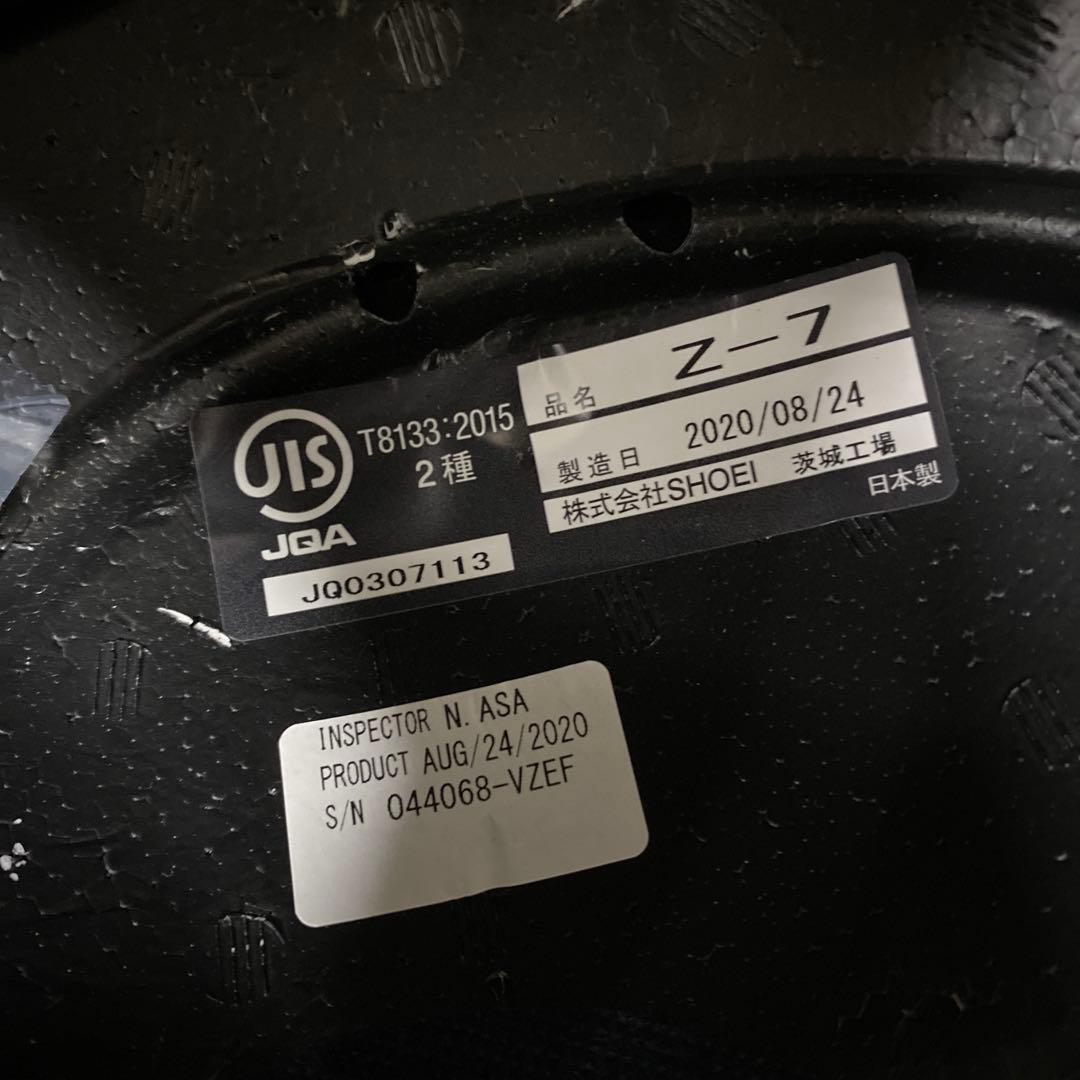 JIS
JQA
T8133:2015
2種
JQ0307113
品名 Z-7
製造日 2020/08/24
株式会社SHOEI 茨城工場
日本製
INSPECTOR N. ASA
PRODUCT AUG/24/2020
S/N 044068-VZEF